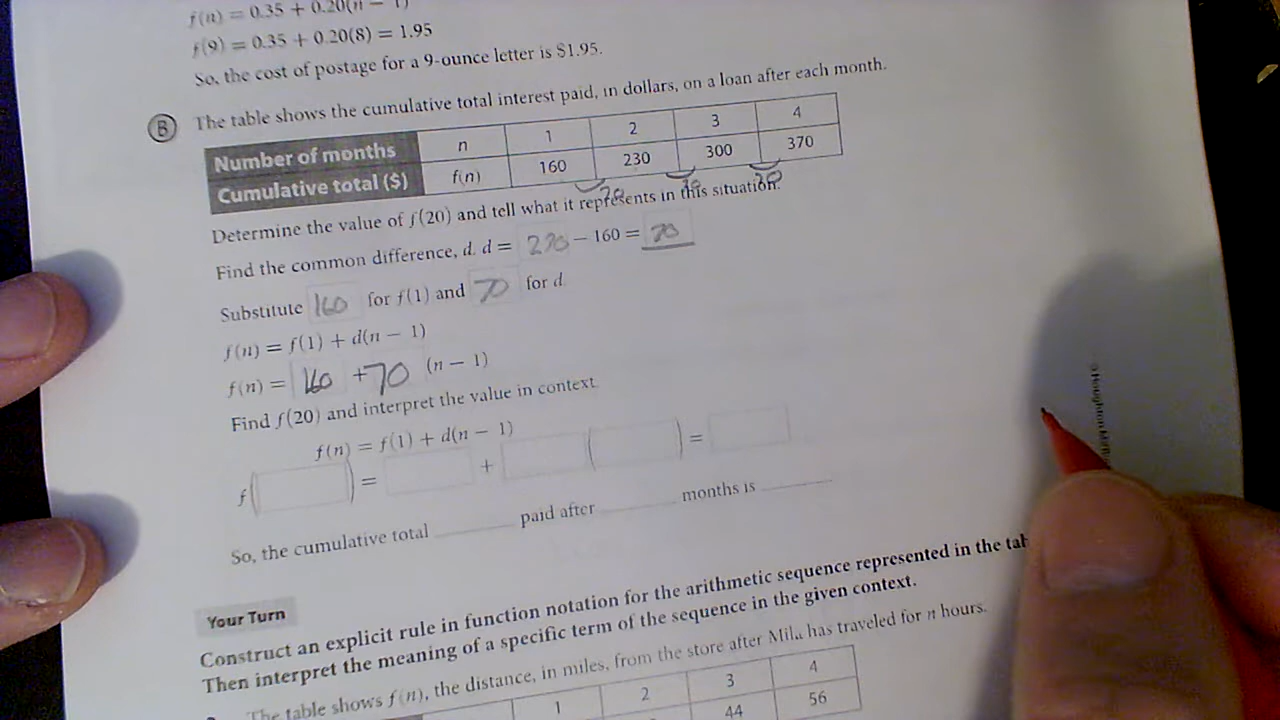 f(n) = 0.35 + 0.20(n − 1)
f(9) = 0.35 + 0.20(8) = 1.95
So, the cost of postage for a 9-ounce letter is $1.95.
B The table shows the cumulative total interest paid, in dollars, on a loan after each month.
Number of months n 1 2 3 4
Cumulative total ($) f(n) 160 230 300 370
70 70 70
Determine the value of f(20) and tell what it represents in this situation.
Find the common difference, d. d = 230 − 160 = 70
Substitute 160 for f(1) and 70 for d.
f(n) = f(1) + d(n − 1)
f(n) = 160 + 70 (n − 1)
Find f(20) and interpret the value in context.
f(n) = f(1) + d(n − 1)
f( ) = + ( ) =
So, the cumulative total ______ paid after ______ months is ______
Your Turn
Construct an explicit rule in function notation for the arithmetic sequence represented in the
Then interpret the meaning of a specific term of the sequence in the given context.
The table shows f(n), the distance, in miles, from the store after Mila has traveled for n hours.
1 2 3 4
44 56